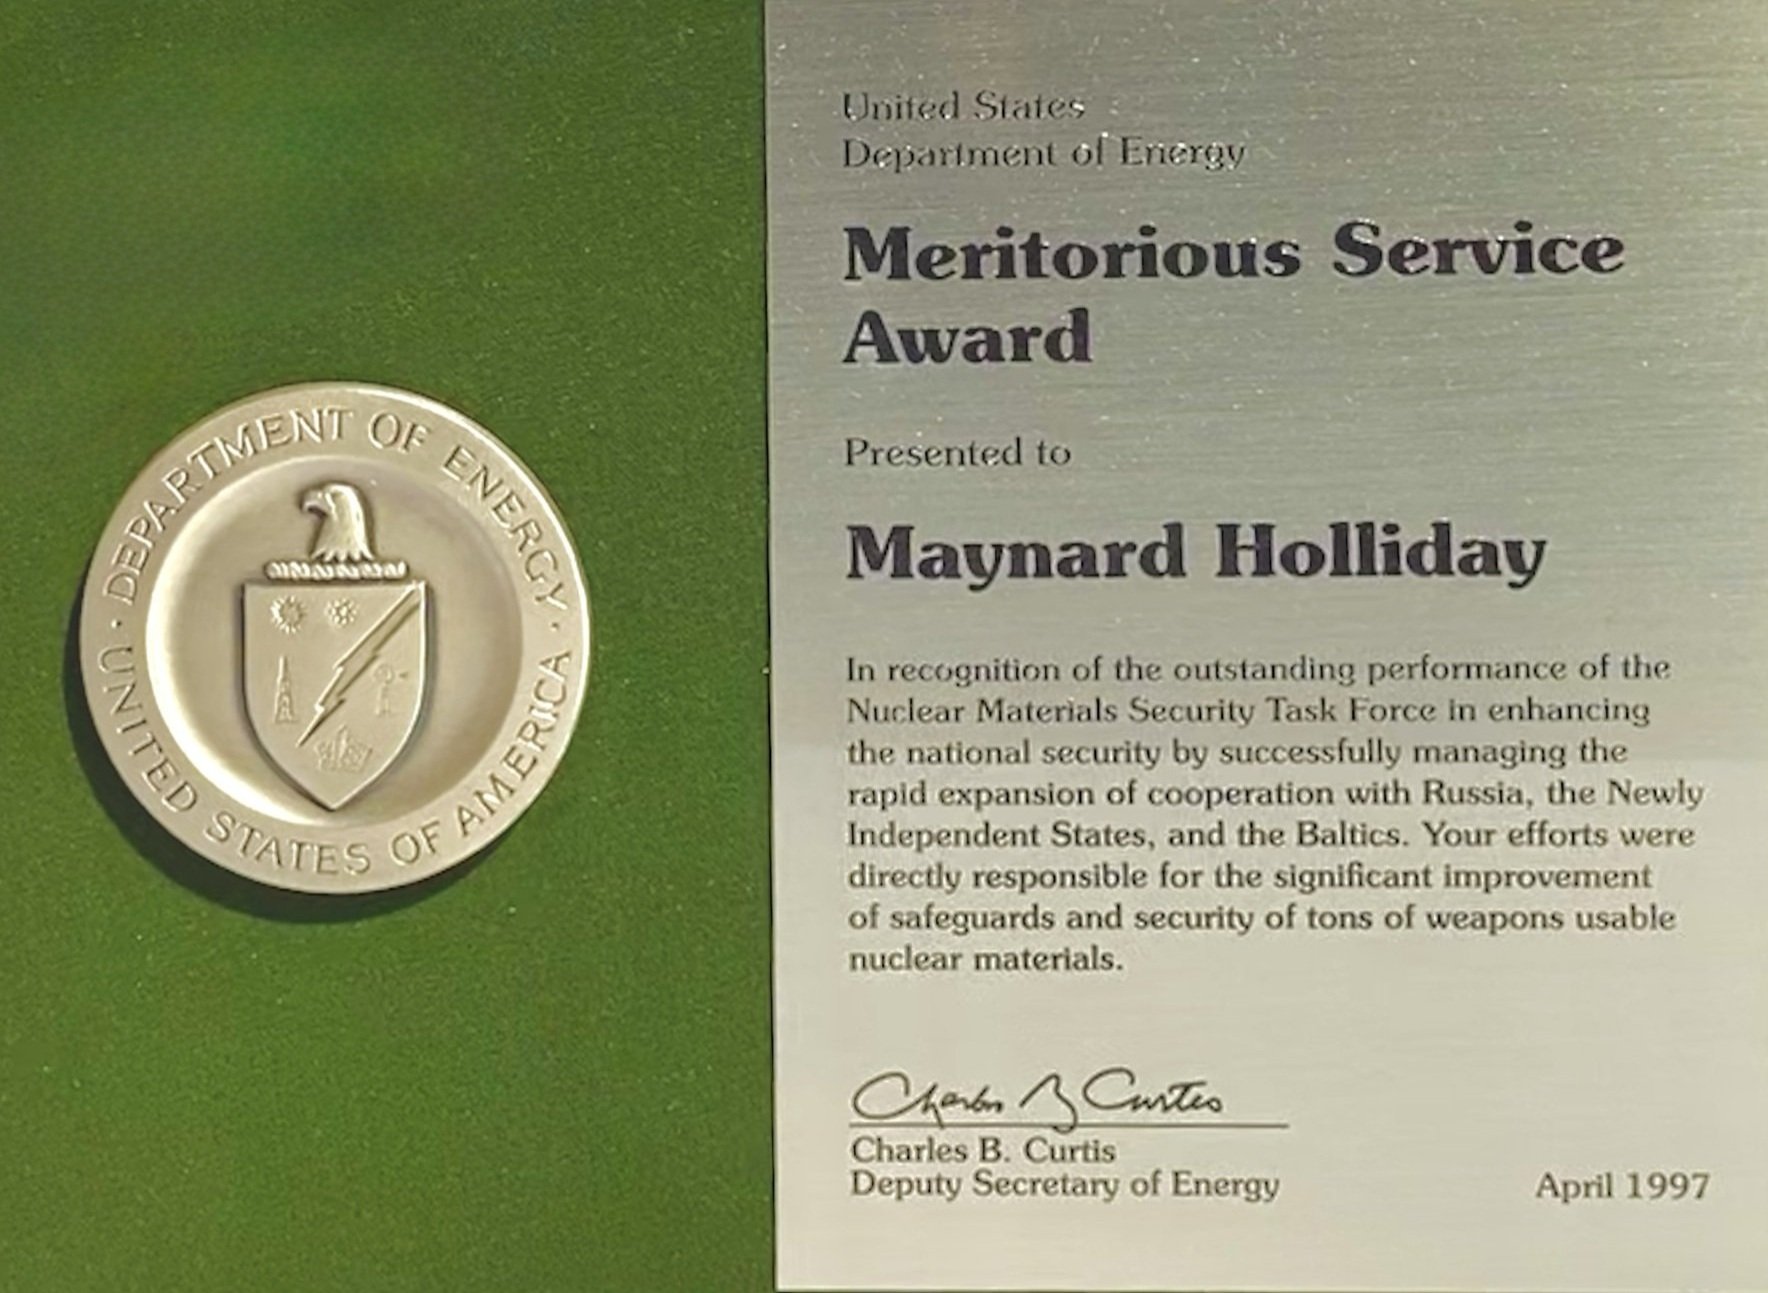 DEPARTMENT OF ENERGY
UNITED STATES OF AMERICA
United States
Department of Energy
Meritorious Service
Award
Presented to
Maynard Holliday
In recognition of the outstanding performance of the
Nuclear Materials Security Task Force in enhancing
the national security by successfully managing the
rapid expansion of cooperation with Russia, the Newly
Independent States, and the Baltics. Your efforts were
directly responsible for the significant improvement
of safeguards and security of tons of weapons usable
nuclear materials.
Charles B Curtis
Charles B. Curtis
Deputy Secretary of Energy
April 1997